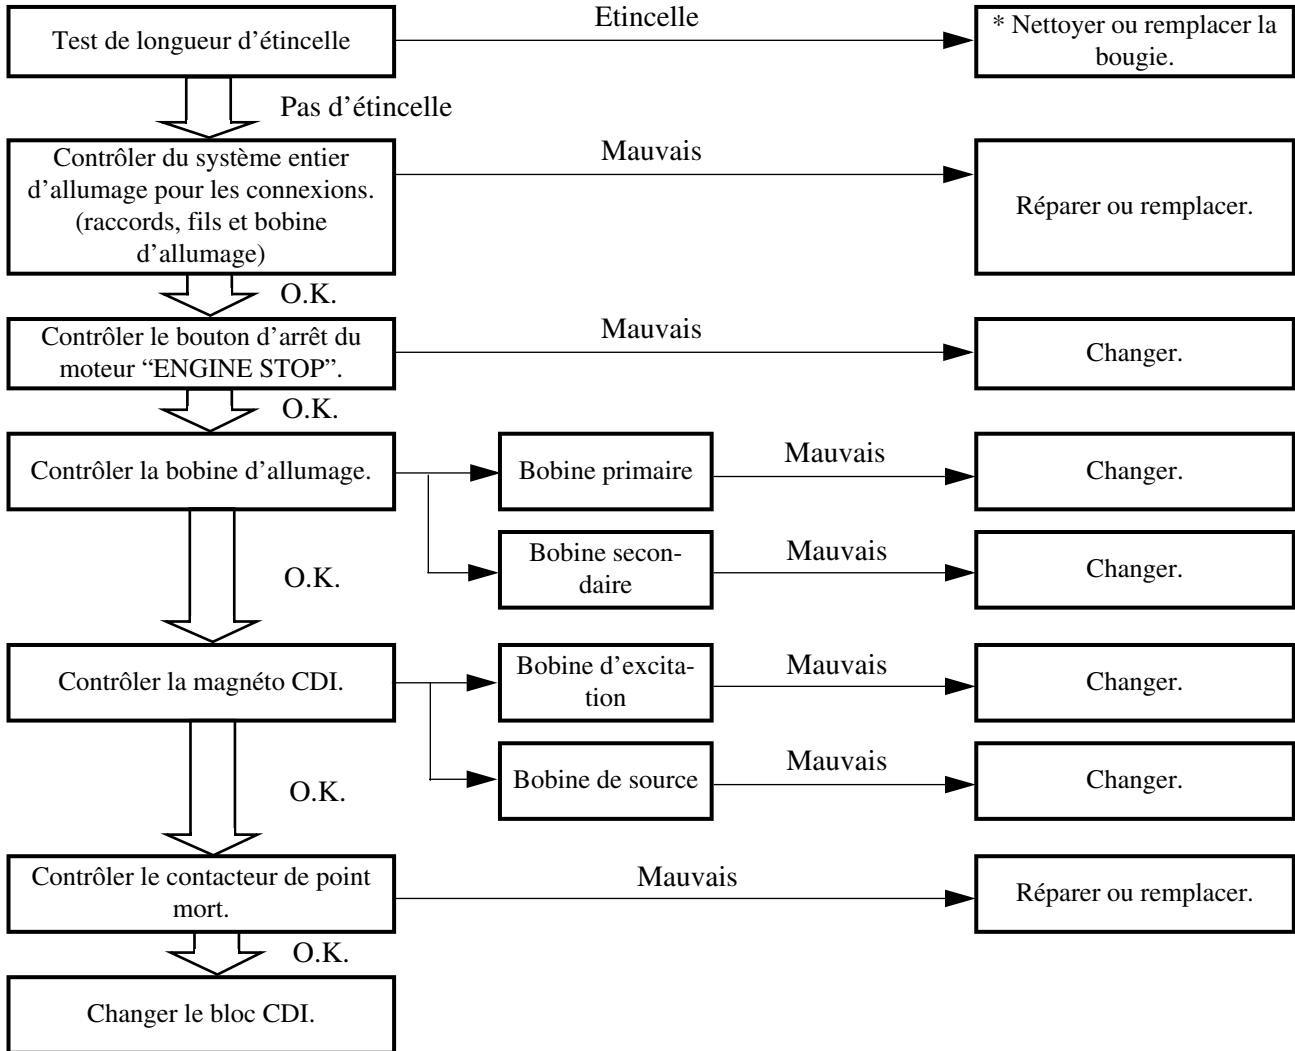 Etincelle
Test de longueur d’étincelle
* Nettoyer ou remplacer la
bougie.
Pas d’étincelle
Contrôler du système entier
d’allumage pour les connexions.
(raccords, fils et bobine
d’allumage)
Mauvais
Réparer ou remplacer.
O.K.
Contrôler le bouton d’arrêt du
moteur “ENGINE STOP”.
Mauvais
Changer.
O.K.
Contrôler la bobine d’allumage.
Bobine primaire
Mauvais
Changer.
Bobine secon-
daire
Mauvais
Changer.
O.K.
Contrôler la magnéto CDI.
Bobine d’excita-
tion
Mauvais
Changer.
Bobine de source
Mauvais
Changer.
O.K.
Contrôler le contacteur de point
mort.
Mauvais
Réparer ou remplacer.
O.K.
Changer le bloc CDI.